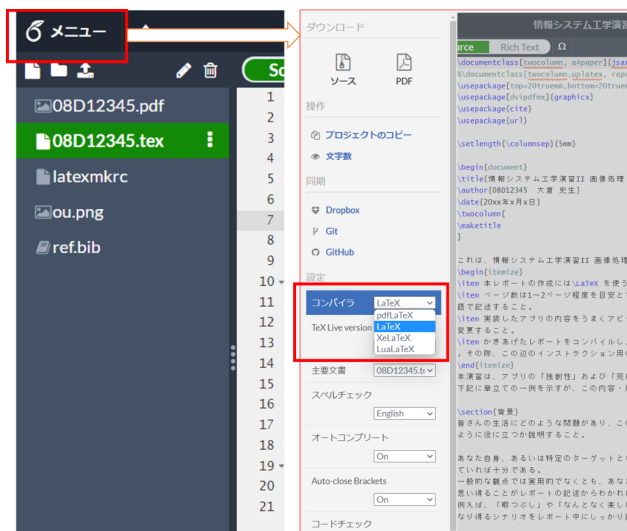 メニュー
So
08D12345.pdf
08D12345.tex
latexmkrc
ou.png
ref.bib
1
2
3
4
5
6
7
8
9
10
11
12
13
14
15
16
17
18
19
20
21
ダウンロード
ソース
PDF
操作
プロジェクトのコピー
文字数
同期
Dropbox
Git
GitHub
設定
コンパイラ
LaTeX
pdfLaTeX
LaTeX
XeLaTeX
LuaLaTeX
TeX Live version
主要文書
08D12345.te
スペルチェック
English
オートコンプリート
On
Auto-close Brackets
On
コードチェック
情報システム工学演習
urce
Rich Text
Ω
\documentclass[twocolumn, a4paper]{jsar
%\documentclass[twocolumn,uplatex, repo
\usepackage[top=20truemm,bottom=20truem
\usepackage[dvipdfmx]{graphicx}
\usepackage{cite}
\usepackage{url}
\setlength{\columnsep}{5mm}
\begin{document}
\title{情報システム工学演習II 画像処理
\author{08D12345 大倉 史生}
\date{20xx年x月x日}
\twocolumn[
\maketitle
]
これは、情報システム工学演習II 画像処理
\begin{itemize}
\item 本レポートの作成には\LaTeX を使う
\item ページ数は1~2ページ程度を目安と
語で記述すること。
\item 実装したアプリの内容をうまくアピ
変更すること。
\item かきあげたレポートをコンパイルし、
。その際、この辺のインストラクション用の
\end{itemize}
本演習は、アプリの「独創性」および「完
下記に章立ての一例を示すが、この内容・
\section{背景}
皆さんの生活にどのような問題があり、こ
ように役に立つか説明すること。
あなた自身、あるいは特定のターゲットと
ていれば十分である。
一般的な観点では実用的でなくとも、あな
思い得ることがレポートの記述からわかれ
例えば、「暇つぶし」や「なんとなく楽し
なり得るシナリオをレポート中にしっかり